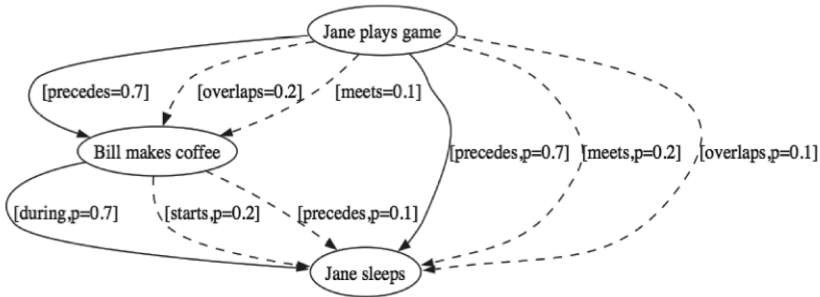 Jane plays game
[precedes=0.7] [overlaps=0.2] [meets=0.1]
Bill makes coffee
[precedes,p=0.7] [meets,p=0.2] [overlaps,p=0.1]
[during,p=0.7] [starts,p=0.2] [precedes,p=0.1]
Jane sleeps